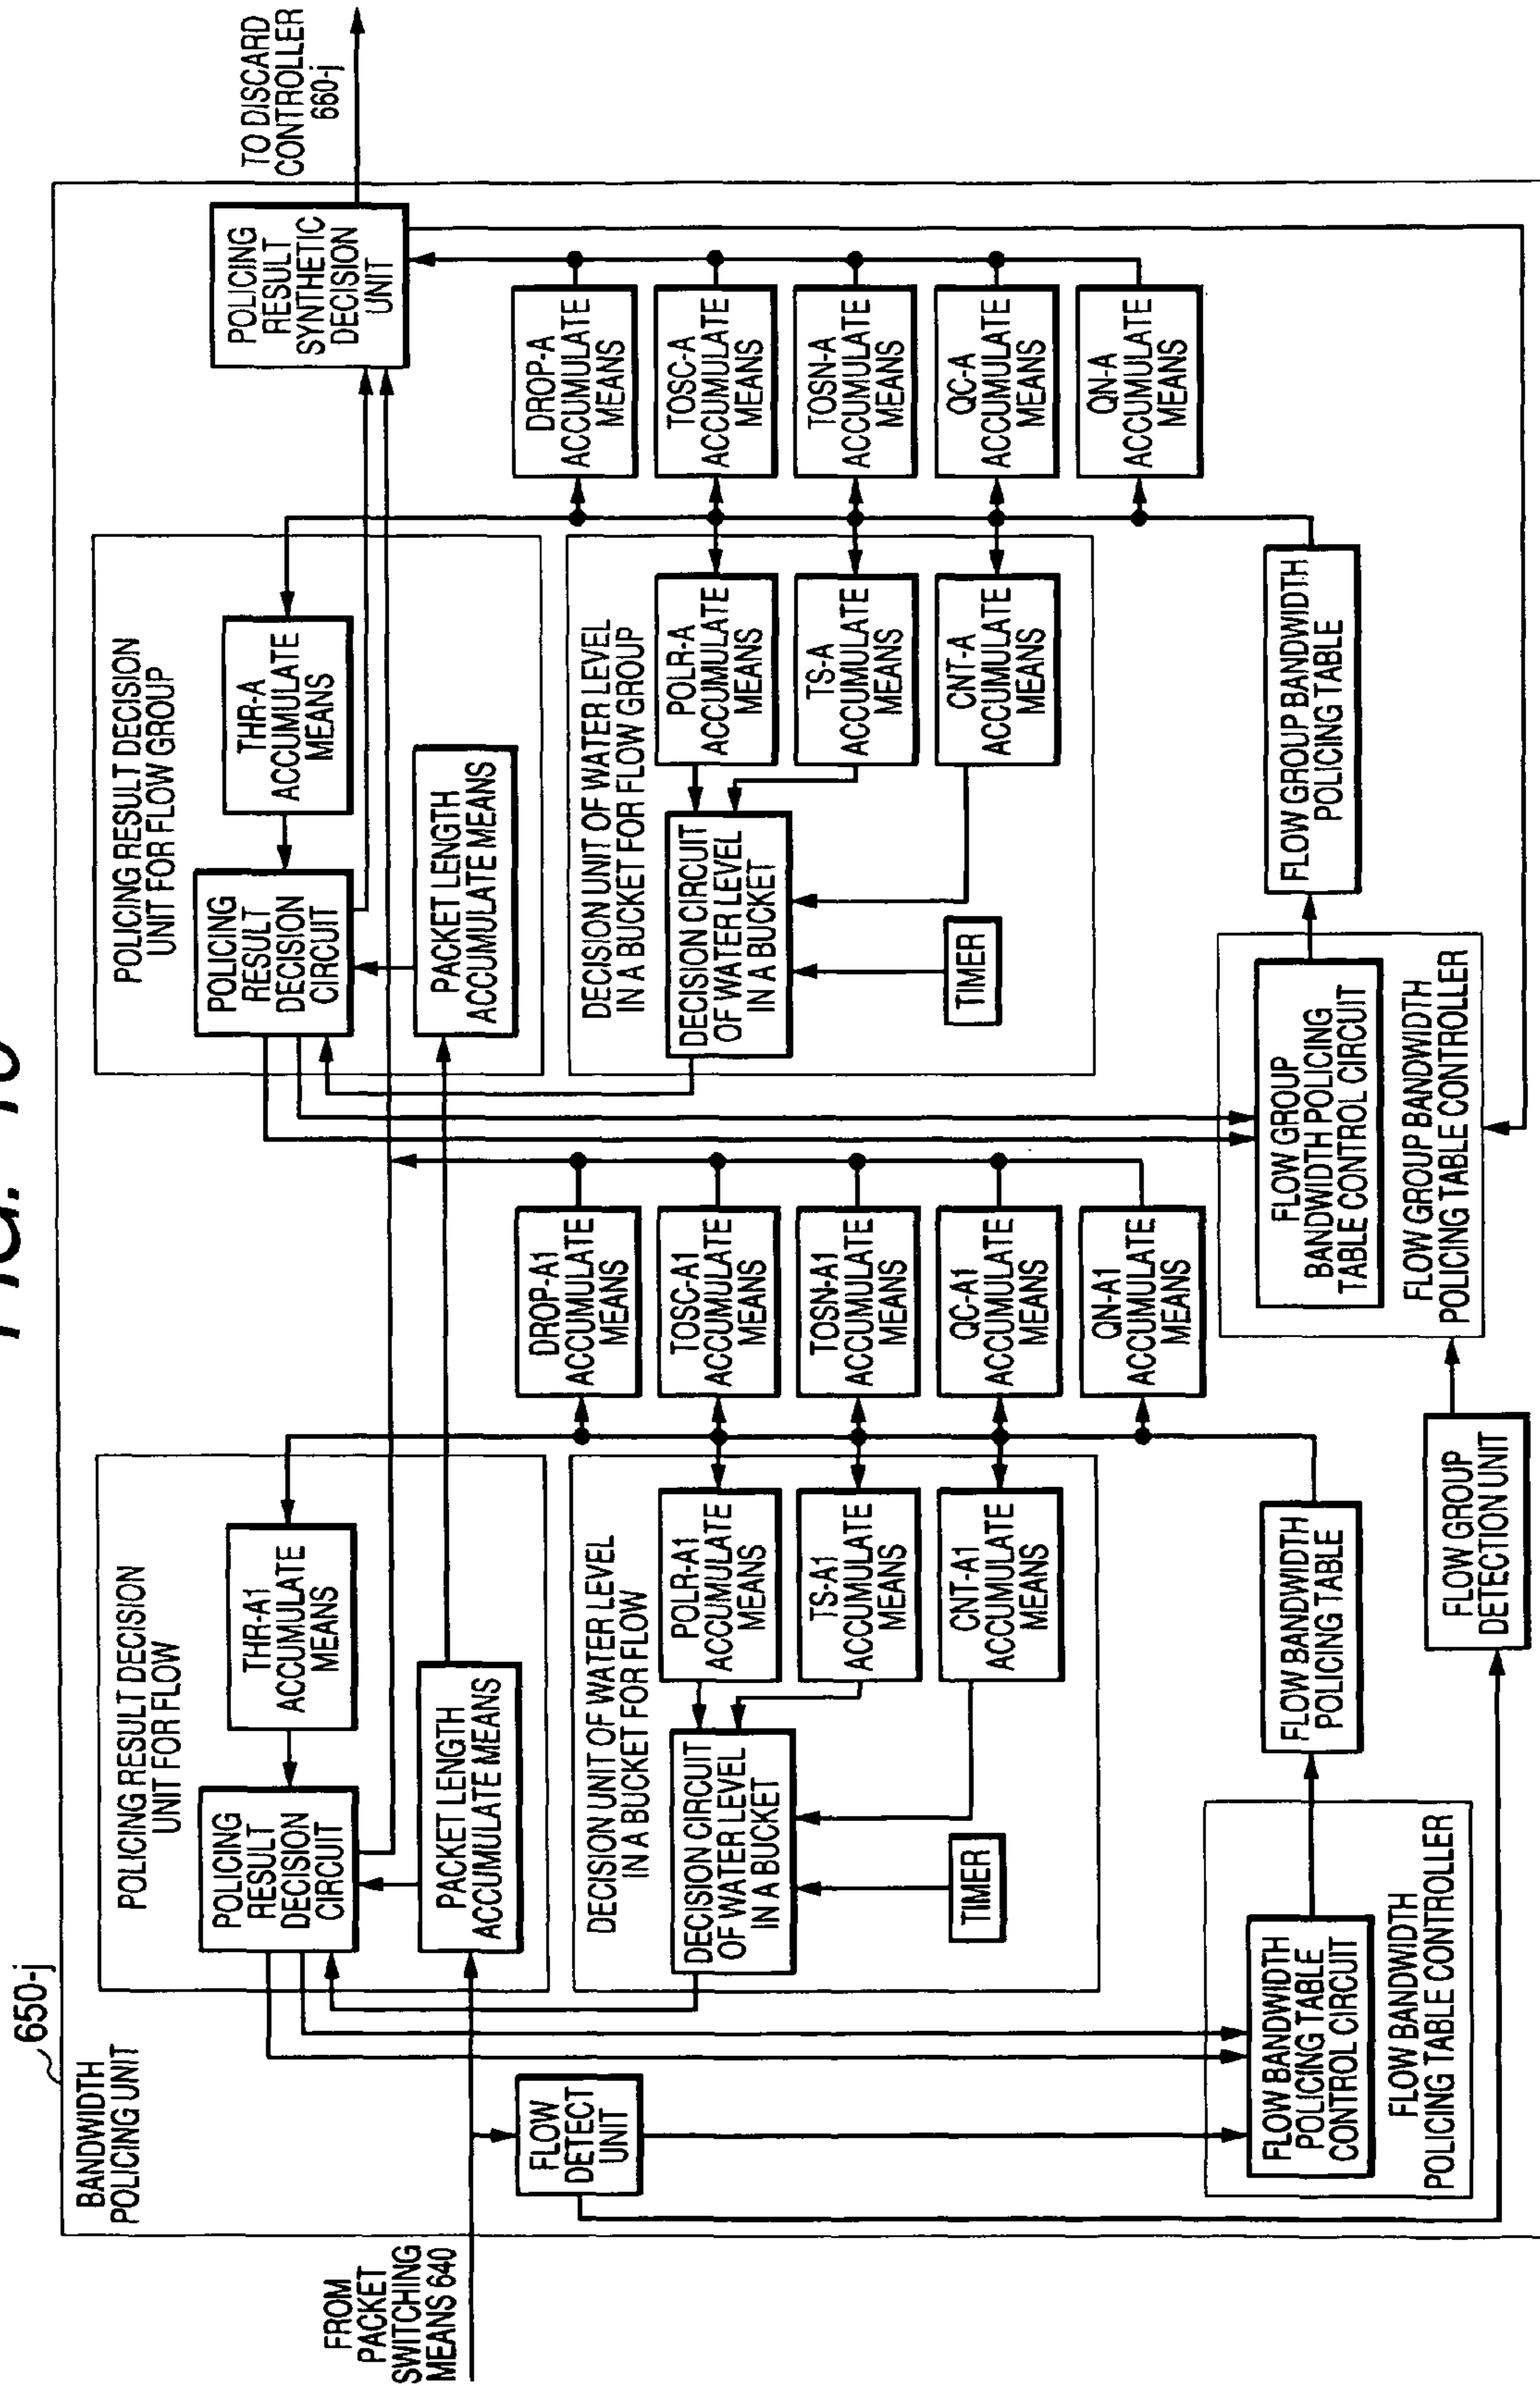 650-j
BANDWIDTH
POLICING UNIT
FROM
PACKET
SWITCHING
MEANS 640
FLOW
DETECT
UNIT
POLICING RESULT DECISION
UNIT FOR FLOW
POLICING
RESULT
DECISION
CIRCUIT
THR-A1
ACCUMULATE
MEANS
PACKET LENGTH
ACCUMULATE MEANS
DECISION UNIT OF WATER LEVEL
IN A BUCKET FOR FLOW
DECISION CIRCUIT
OF WATER LEVEL
IN A BUCKET
POLR-A1
ACCUMULATE
MEANS
TS-A1
ACCUMULATE
MEANS
CNT-A1
ACCUMULATE
MEANS
TIMER
FLOW BANDWIDTH
POLICING TABLE
CONTROL CIRCUIT
FLOW BANDWIDTH
POLICING TABLE CONTROLLER
FLOW BANDWIDTH
POLICING TABLE
DROP-A1
ACCUMULATE
MEANS
TOSC-A1
ACCUMULATE
MEANS
TOSN-A1
ACCUMULATE
MEANS
QC-A1
ACCUMULATE
MEANS
QN-A1
ACCUMULATE
MEANS
FLOW GROUP
DETECTION UNIT
POLICING RESULT DECISION
UNIT FOR FLOW GROUP
POLICING
RESULT
DECISION
CIRCUIT
THR-A
ACCUMULATE
MEANS
PACKET LENGTH
ACCUMULATE MEANS
DECISION UNIT OF WATER LEVEL
IN A BUCKET FOR FLOW GROUP
DECISION CIRCUIT
OF WATER LEVEL
IN A BUCKET
POLR-A
ACCUMULATE
MEANS
TS-A
ACCUMULATE
MEANS
CNT-A
ACCUMULATE
MEANS
TIMER
FLOW GROUP
BANDWIDTH POLICING
TABLE CONTROL CIRCUIT
FLOW GROUP BANDWIDTH
POLICING TABLE CONTROLLER
FLOW GROUP BANDWIDTH
POLICING TABLE
DROP-A
ACCUMULATE
MEANS
TOSC-A
ACCUMULATE
MEANS
TOSN-A
ACCUMULATE
MEANS
QC-A
ACCUMULATE
MEANS
QN-A
ACCUMULATE
MEANS
POLICING
RESULT
SYNTHETIC
DECISION
UNIT
TO DISCARD
CONTROLLER
660-j